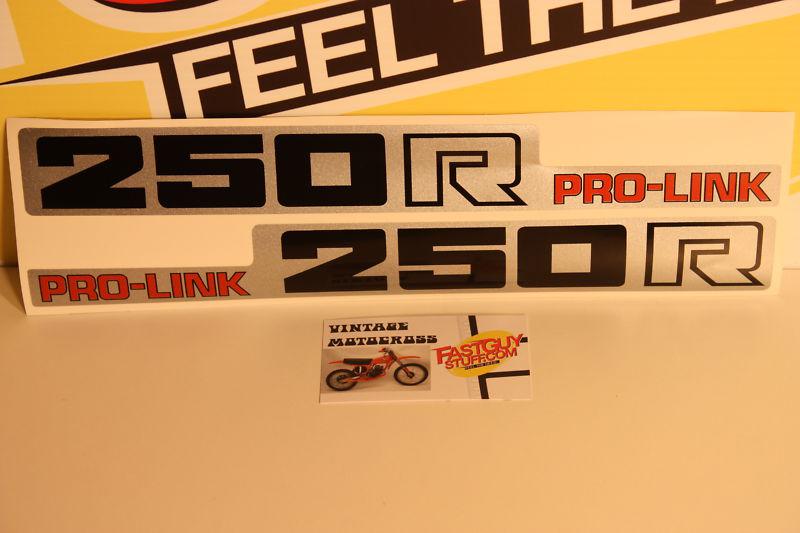 FEEL THE
250R
PRO-LINK
250R
PRO-LINK
VINTAGE
MOTOCROSS
FASTGUY
STUFF.COM